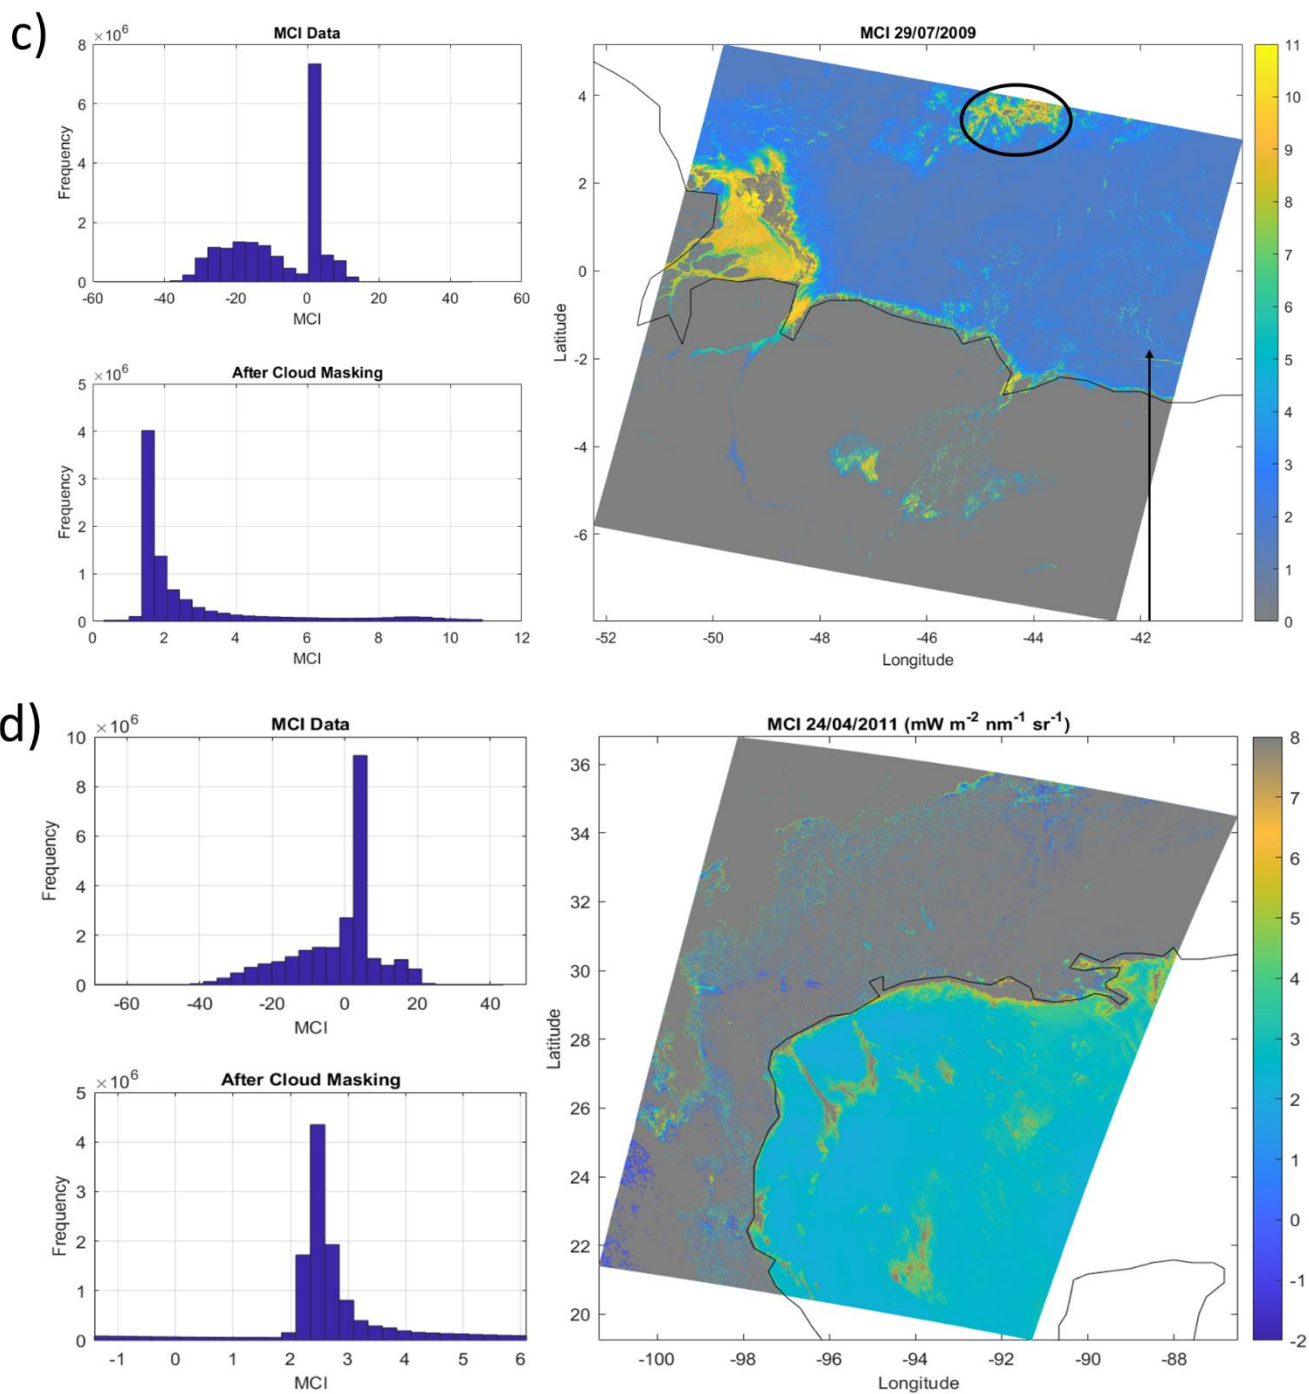 c)
MCI Data
×10^6
8
6
4
2
0
Frequency
-60 -40 -20 0 20 40 60
MCI
After Cloud Masking
×10^6
5
4
3
2
1
0
Frequency
0 2 4 6 8 10 12
MCI
MCI 29/07/2009
4
2
0
-2
-4
-6
Latitude
-52 -50 -48 -46 -44 -42
Longitude
11
10
9
8
7
6
5
4
3
2
1
0
d)
MCI Data
×10^6
10
8
6
4
2
0
Frequency
-60 -40 -20 0 20 40
MCI
After Cloud Masking
×10^6
5
4
3
2
1
0
Frequency
-1 0 1 2 3 4 5 6
MCI
MCI 24/04/2011 (mW m^-2 nm^-1 sr^-1)
36
34
32
30
28
26
24
22
20
Latitude
-100 -98 -96 -94 -92 -90 -88
Longitude
8
7
6
5
4
3
2
1
0
-1
-2